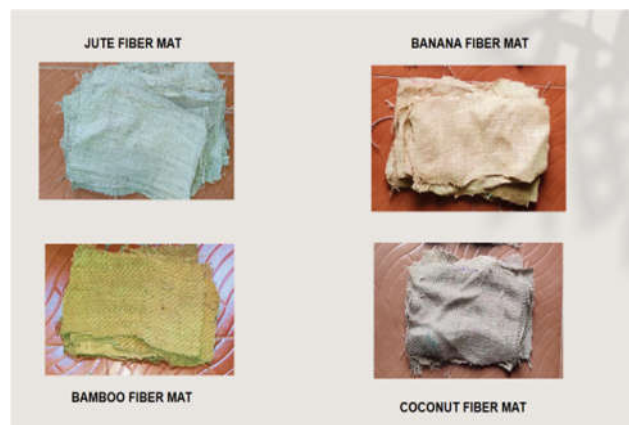 JUTE FIBER MAT
BANANA FIBER MAT
BAMBOO FIBER MAT
COCONUT FIBER MAT